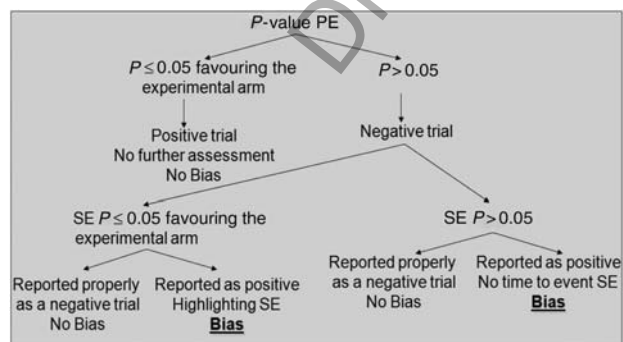 P-value PE
P ≤ 0.05 favouring the
experimental arm
P > 0.05
Positive trial
No further assessment
No Bias
Negative trial
SE P ≤ 0.05 favouring the
experimental arm
SE P > 0.05
Reported properly
as a negative trial
No Bias
Reported as positive
Highlighting SE
Bias
Reported properly
as a negative trial
No Bias
Reported as positive
No time to event SE
Bias